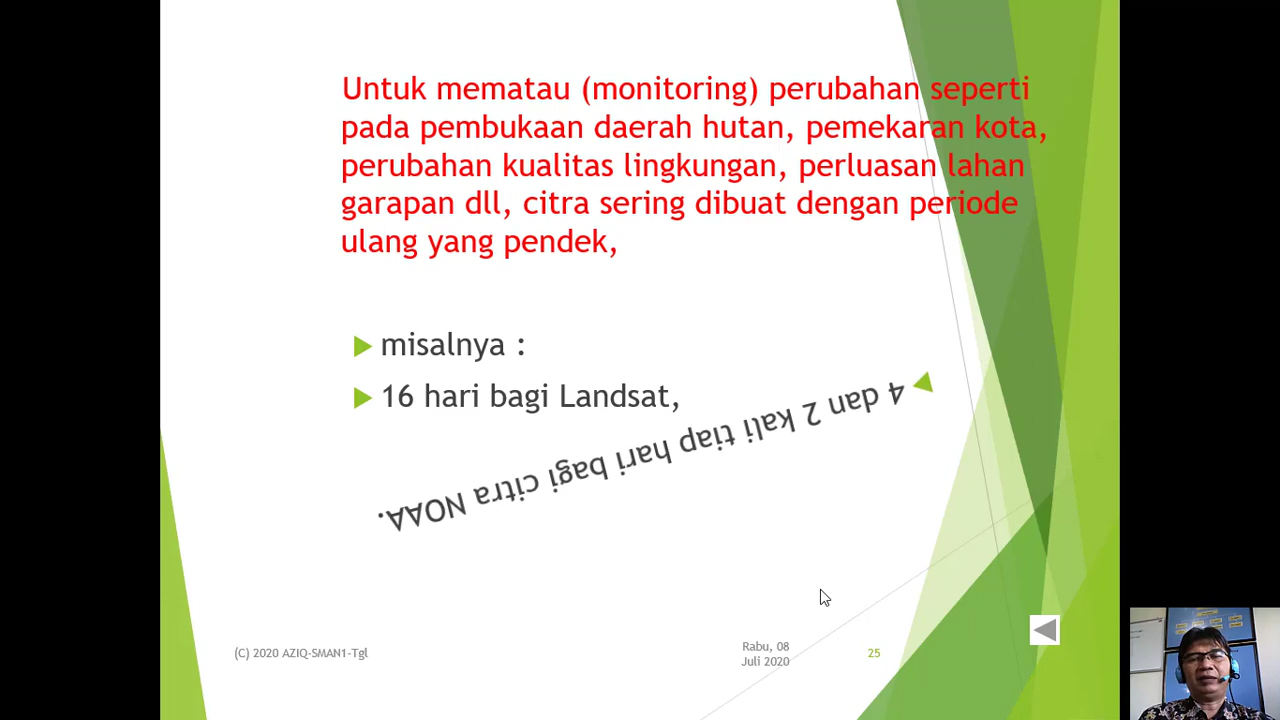 Untuk mematau (monitoring) perubahan seperti
pada pembukaan daerah hutan, pemekaran kota,
perubahan kualitas lingkungan, perluasan lahan
garapan dll, citra sering dibuat dengan periode
ulang yang pendek,
misalnya :
16 hari bagi Landsat,
4 dan 2 kali tiap hari bagi citra NOAA.
(C) 2020 AZIQ-SMAN1-Tgl
Rabu, 08
Juli 2020
25